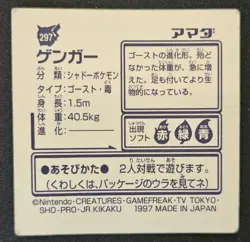 297
アマダ
ゲンガー
分類：シャドーポケモン
タイプ：ゴースト・毒
身長：1.5m
体重：40.5kg
ゴーストの進化形。殆どなかった体重が、急に増えた。足も付いてより生物的になっている。
しゅつげん
出現ソフト
赤 緑 青
●あそびかた● 2人対戦で遊びます。
(くわしくは、パッケージのウラを見てネ)
©Nintendo・CREATURES・GAMEFREAK・TV TOKYO・
SHO-PRO・JR KIKAKU 1997 MADE IN JAPAN